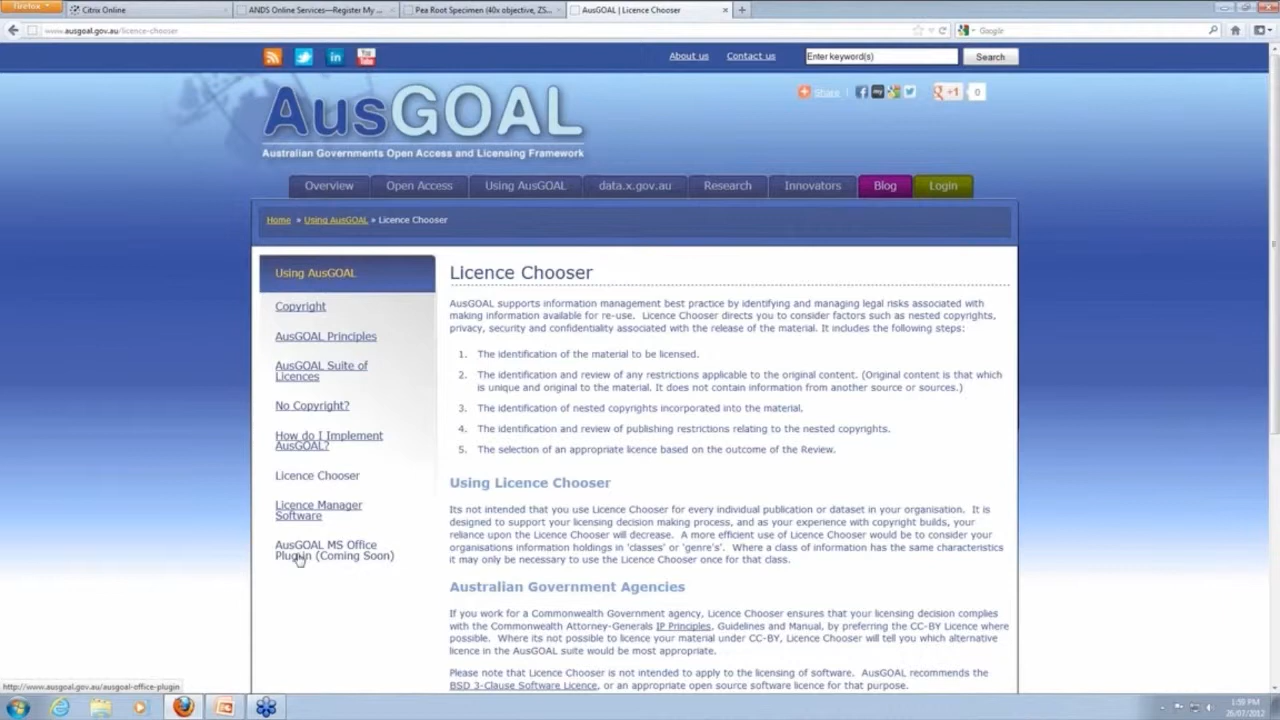 Firefox
Citrix Online
ANDS Online Services—Register My ...
Pea Root Specimen (40x objective, ZS...
AusGOAL | Licence Chooser
www.ausgoal.gov.au/licence-chooser
Google
About us
Contact us
Enter keyword(s)
Search
AusGOAL
Australian Governments Open Access and Licensing Framework
Share
+1
0
Overview
Open Access
Using AusGOAL
data.x.gov.au
Research
Innovators
Blog
Login
Home » Using AusGOAL » Licence Chooser
Using AusGOAL
Copyright
AusGOAL Principles
AusGOAL Suite of
Licences
No Copyright?
How do I Implement
AusGOAL?
Licence Chooser
Licence Manager
Software
AusGOAL MS Office
Plug-in (Coming Soon)
Licence Chooser
AusGOAL supports information management best practice by identifying and managing legal risks associated with
making information available for re-use. Licence Chooser directs you to consider factors such as nested copyrights,
privacy, security and confidentiality associated with the release of the material. It includes the following steps:
1. The identification of the material to be licensed.
2. The identification and review of any restrictions applicable to the original content. (Original content is that which
is unique and original to the material. It does not contain information from another source or sources.)
3. The identification of nested copyrights incorporated into the material.
4. The identification and review of publishing restrictions relating to the nested copyrights.
5. The selection of an appropriate licence based on the outcome of the Review.
Using Licence Chooser
Its not intended that you use Licence Chooser for every individual publication or dataset in your organisation. It is
designed to support your licensing decision making process, and as your experience with copyright builds, your
reliance upon the Licence Chooser will decrease. A more efficient use of Licence Chooser would be to consider your
organisations information holdings in 'classes' or 'genre's'. Where a class of information has the same characteristics
it may only be necessary to use the Licence Chooser once for that class.
Australian Government Agencies
If you work for a Commonwealth Government agency, Licence Chooser ensures that your licensing decision complies
with the Commonwealth Attorney-Generals IP Principles, Guidelines and Manual, by preferring the CC-BY Licence where
possible. Where its not possible to licence your material under CC-BY, Licence Chooser will tell you which alternative
licence in the AusGOAL suite would be most appropriate.
Please note that Licence Chooser is not intended to apply to the licensing of software. AusGOAL recommends the
BSD 3-Clause Software Licence, or an appropriate open source software licence for that purpose.
http://www.ausgoal.gov.au/ausgoal-office-plugin
1:59 PM
26/07/2012